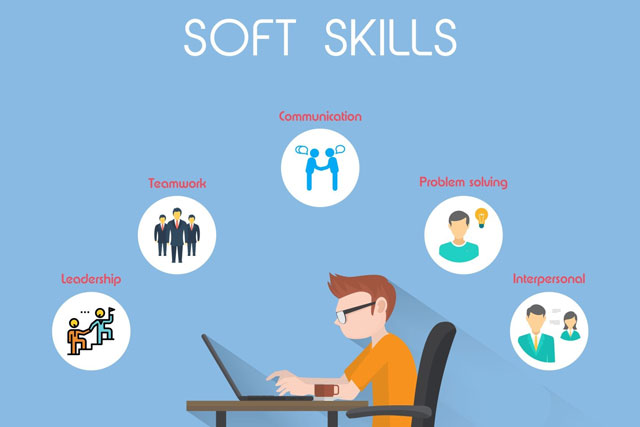 SOFT SKILLS
Communication
Teamwork
Problem solving
Leadership
Interpersonal